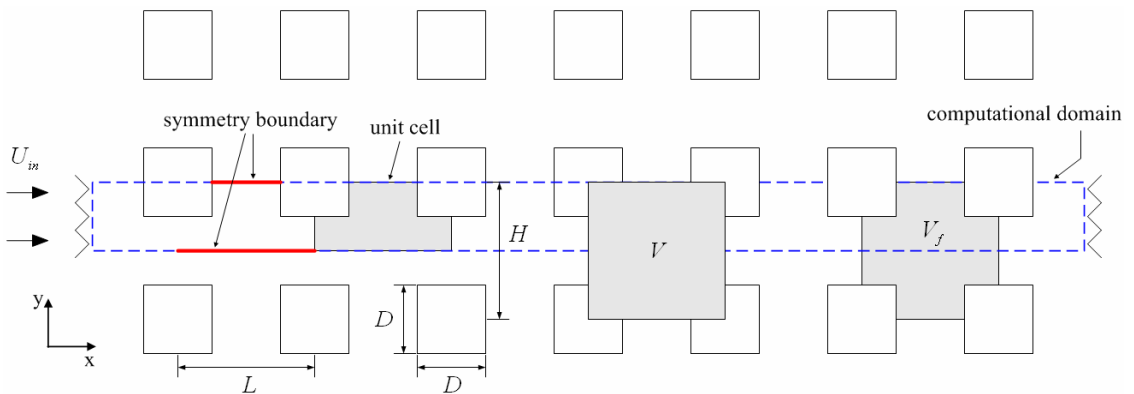 symmetry boundary
unit cell
computational domain
U_in
H
V
V_f
y
x
D
L
D